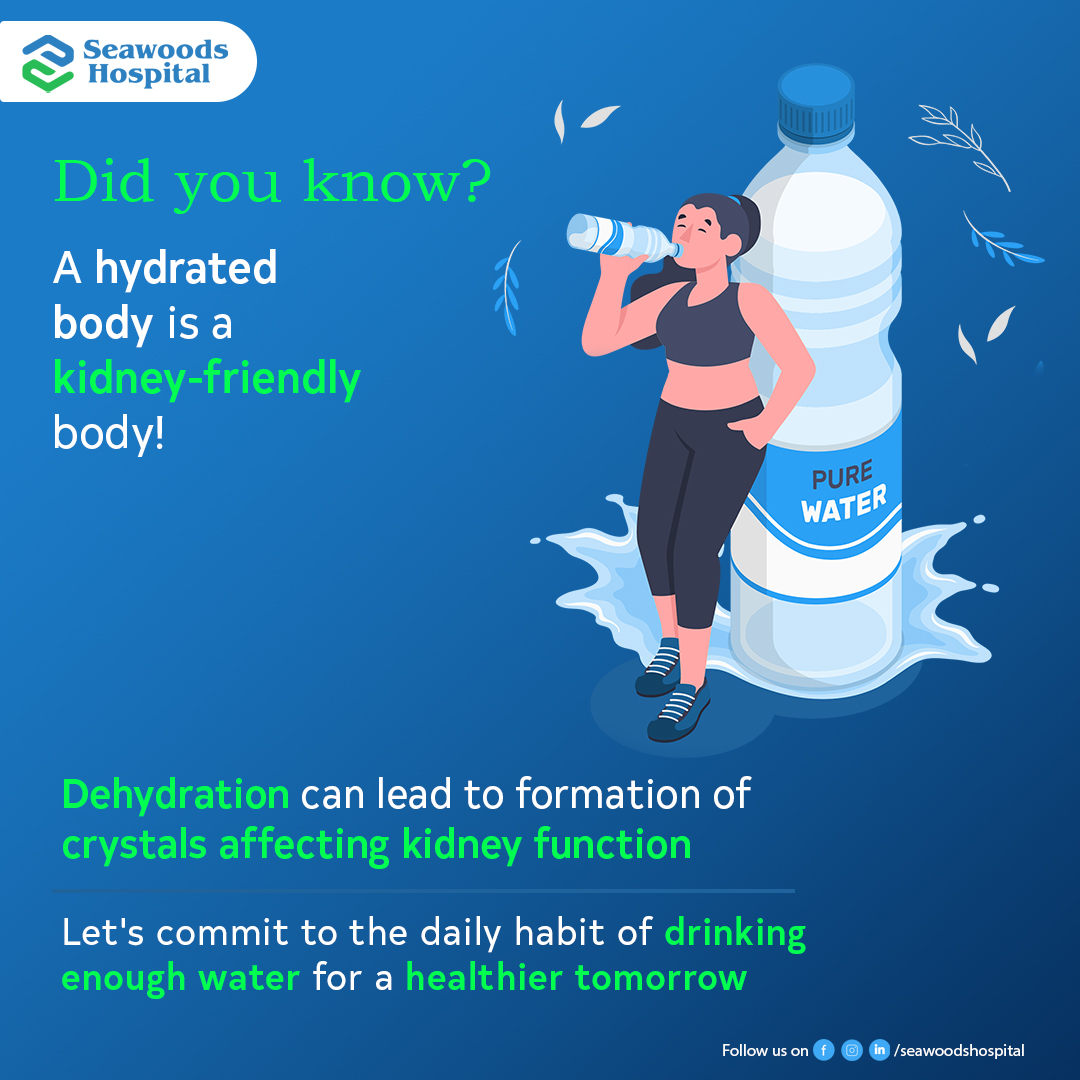 Seawoods
Hospital
Did you know?
A hydrated
body is a
kidney-friendly
body!
PURE
WATER
Dehydration can lead to formation of
crystals affecting kidney function
Let's commit to the daily habit of drinking
enough water for a healthier tomorrow
Follow us on f in /seawoodshospital